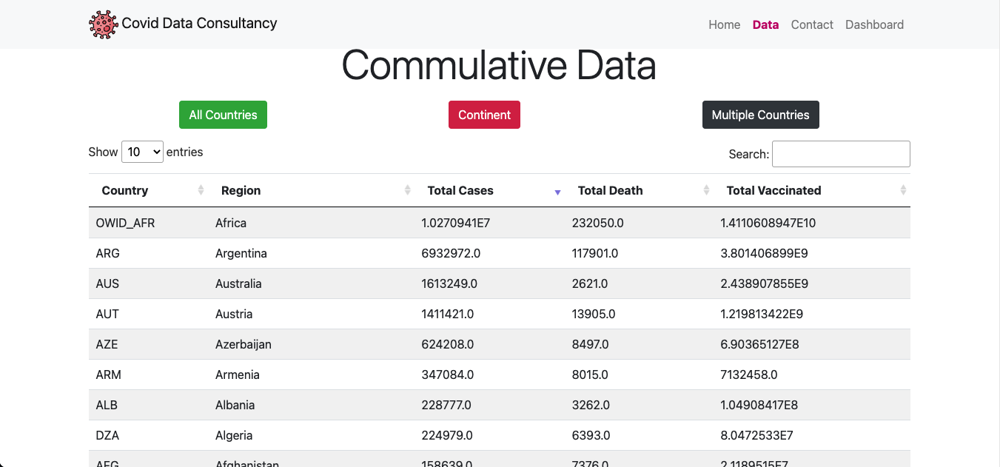 Covid Data Consultancy
Home Data Contact Dashboard
Commulative Data
All Countries Continent Multiple Countries
Show 10 entries Search:
Country Region Total Cases Total Death Total Vaccinated
OWID_AFR Africa 1.0270941E7 232050.0 1.4110608947E10
ARG Argentina 6932972.0 117901.0 3.801406899E9
AUS Australia 1613249.0 2621.0 2.438907855E9
AUT Austria 1411421.0 13905.0 1.219813422E9
AZE Azerbaijan 624208.0 8497.0 6.90365127E8
ARM Armenia 347084.0 8015.0 7132458.0
ALB Albania 228777.0 3262.0 1.04908417E8
DZA Algeria 224979.0 6393.0 8.0472533E7
AFG Afghanistan 158639.0 7376.0 2.1189515E7